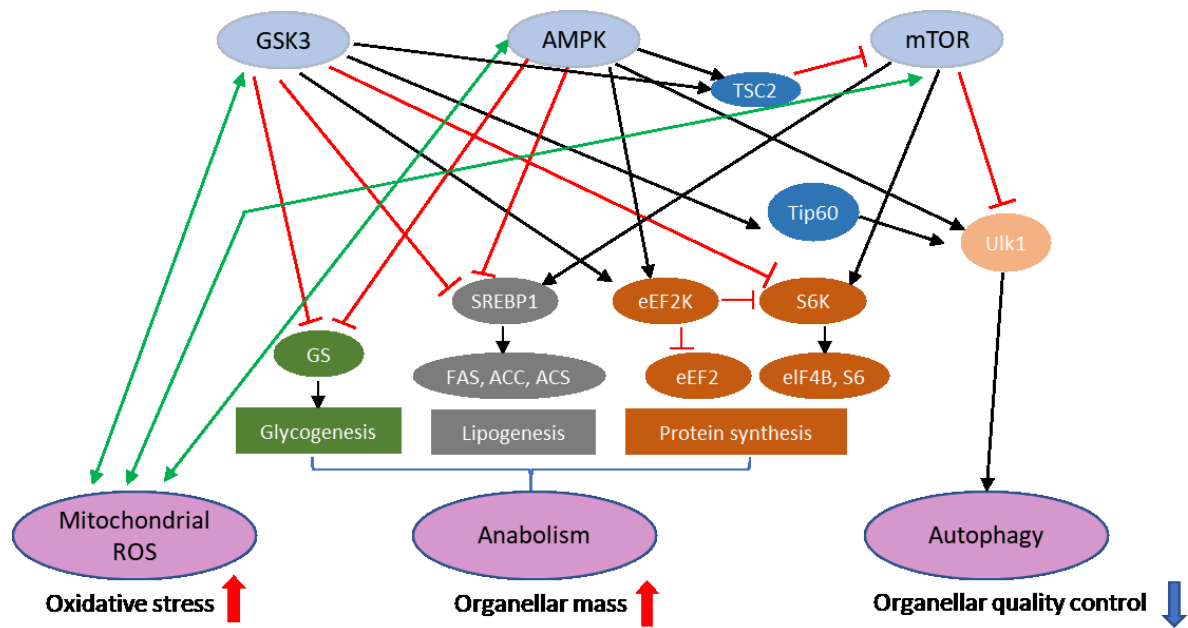 GSK3
AMPK
mTOR
TSC2
Tip60
Ulk1
SREBP1
eEF2K
S6K
GS
FAS, ACC, ACS
eEF2
eIF4B, S6
Glycogenesis
Lipogenesis
Protein synthesis
Mitochondrial
ROS
Anabolism
Autophagy
Oxidative stress
Organellar mass
Organellar quality control